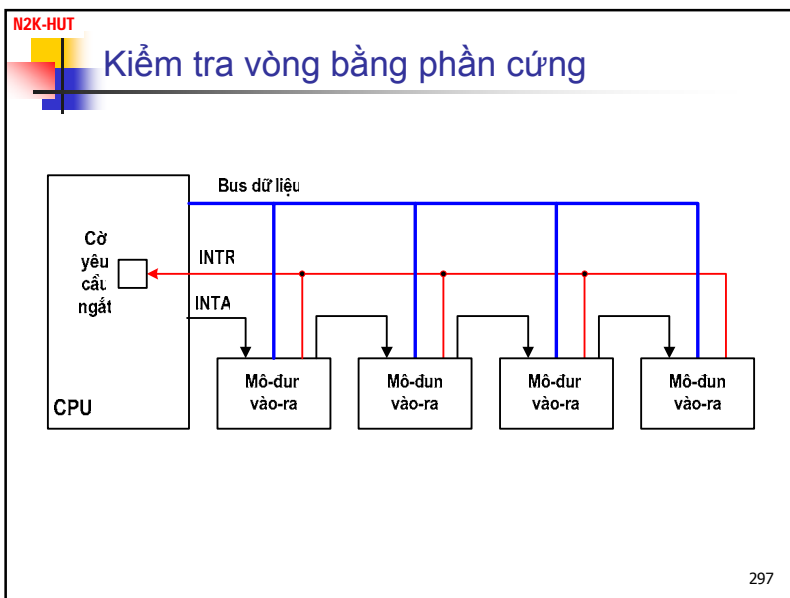 N2K-HUT
Kiểm tra vòng bằng phần cứng
Bus dữ liệu
Cờ
yêu
cầu
ngắt
INTR
INTA
CPU
Mô-đun
vào-ra
Mô-đun
vào-ra
Mô-đun
vào-ra
Mô-đun
vào-ra
297